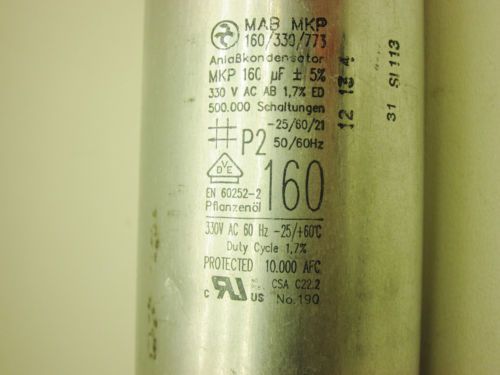 MAB MKP
160/330/773
Anlaßkondensator
MKP 160 µF ± 5%
330 V AC AB 1,7% ED
500.000 Schaltungen
-25/60/21
P2 50/60Hz
VDE
EN 60252-2
Pflanzenöl
160
330V AC 60 Hz -25/+60°C
Duty Cycle 1,7%
PROTECTED 10.000 AFC
CSA C22.2
c RU US No.190
12 13 4
31 SI 113